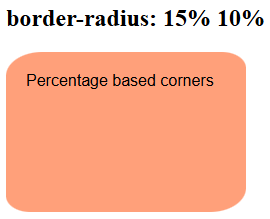 border-radius: 15% 10%
Percentage based corners